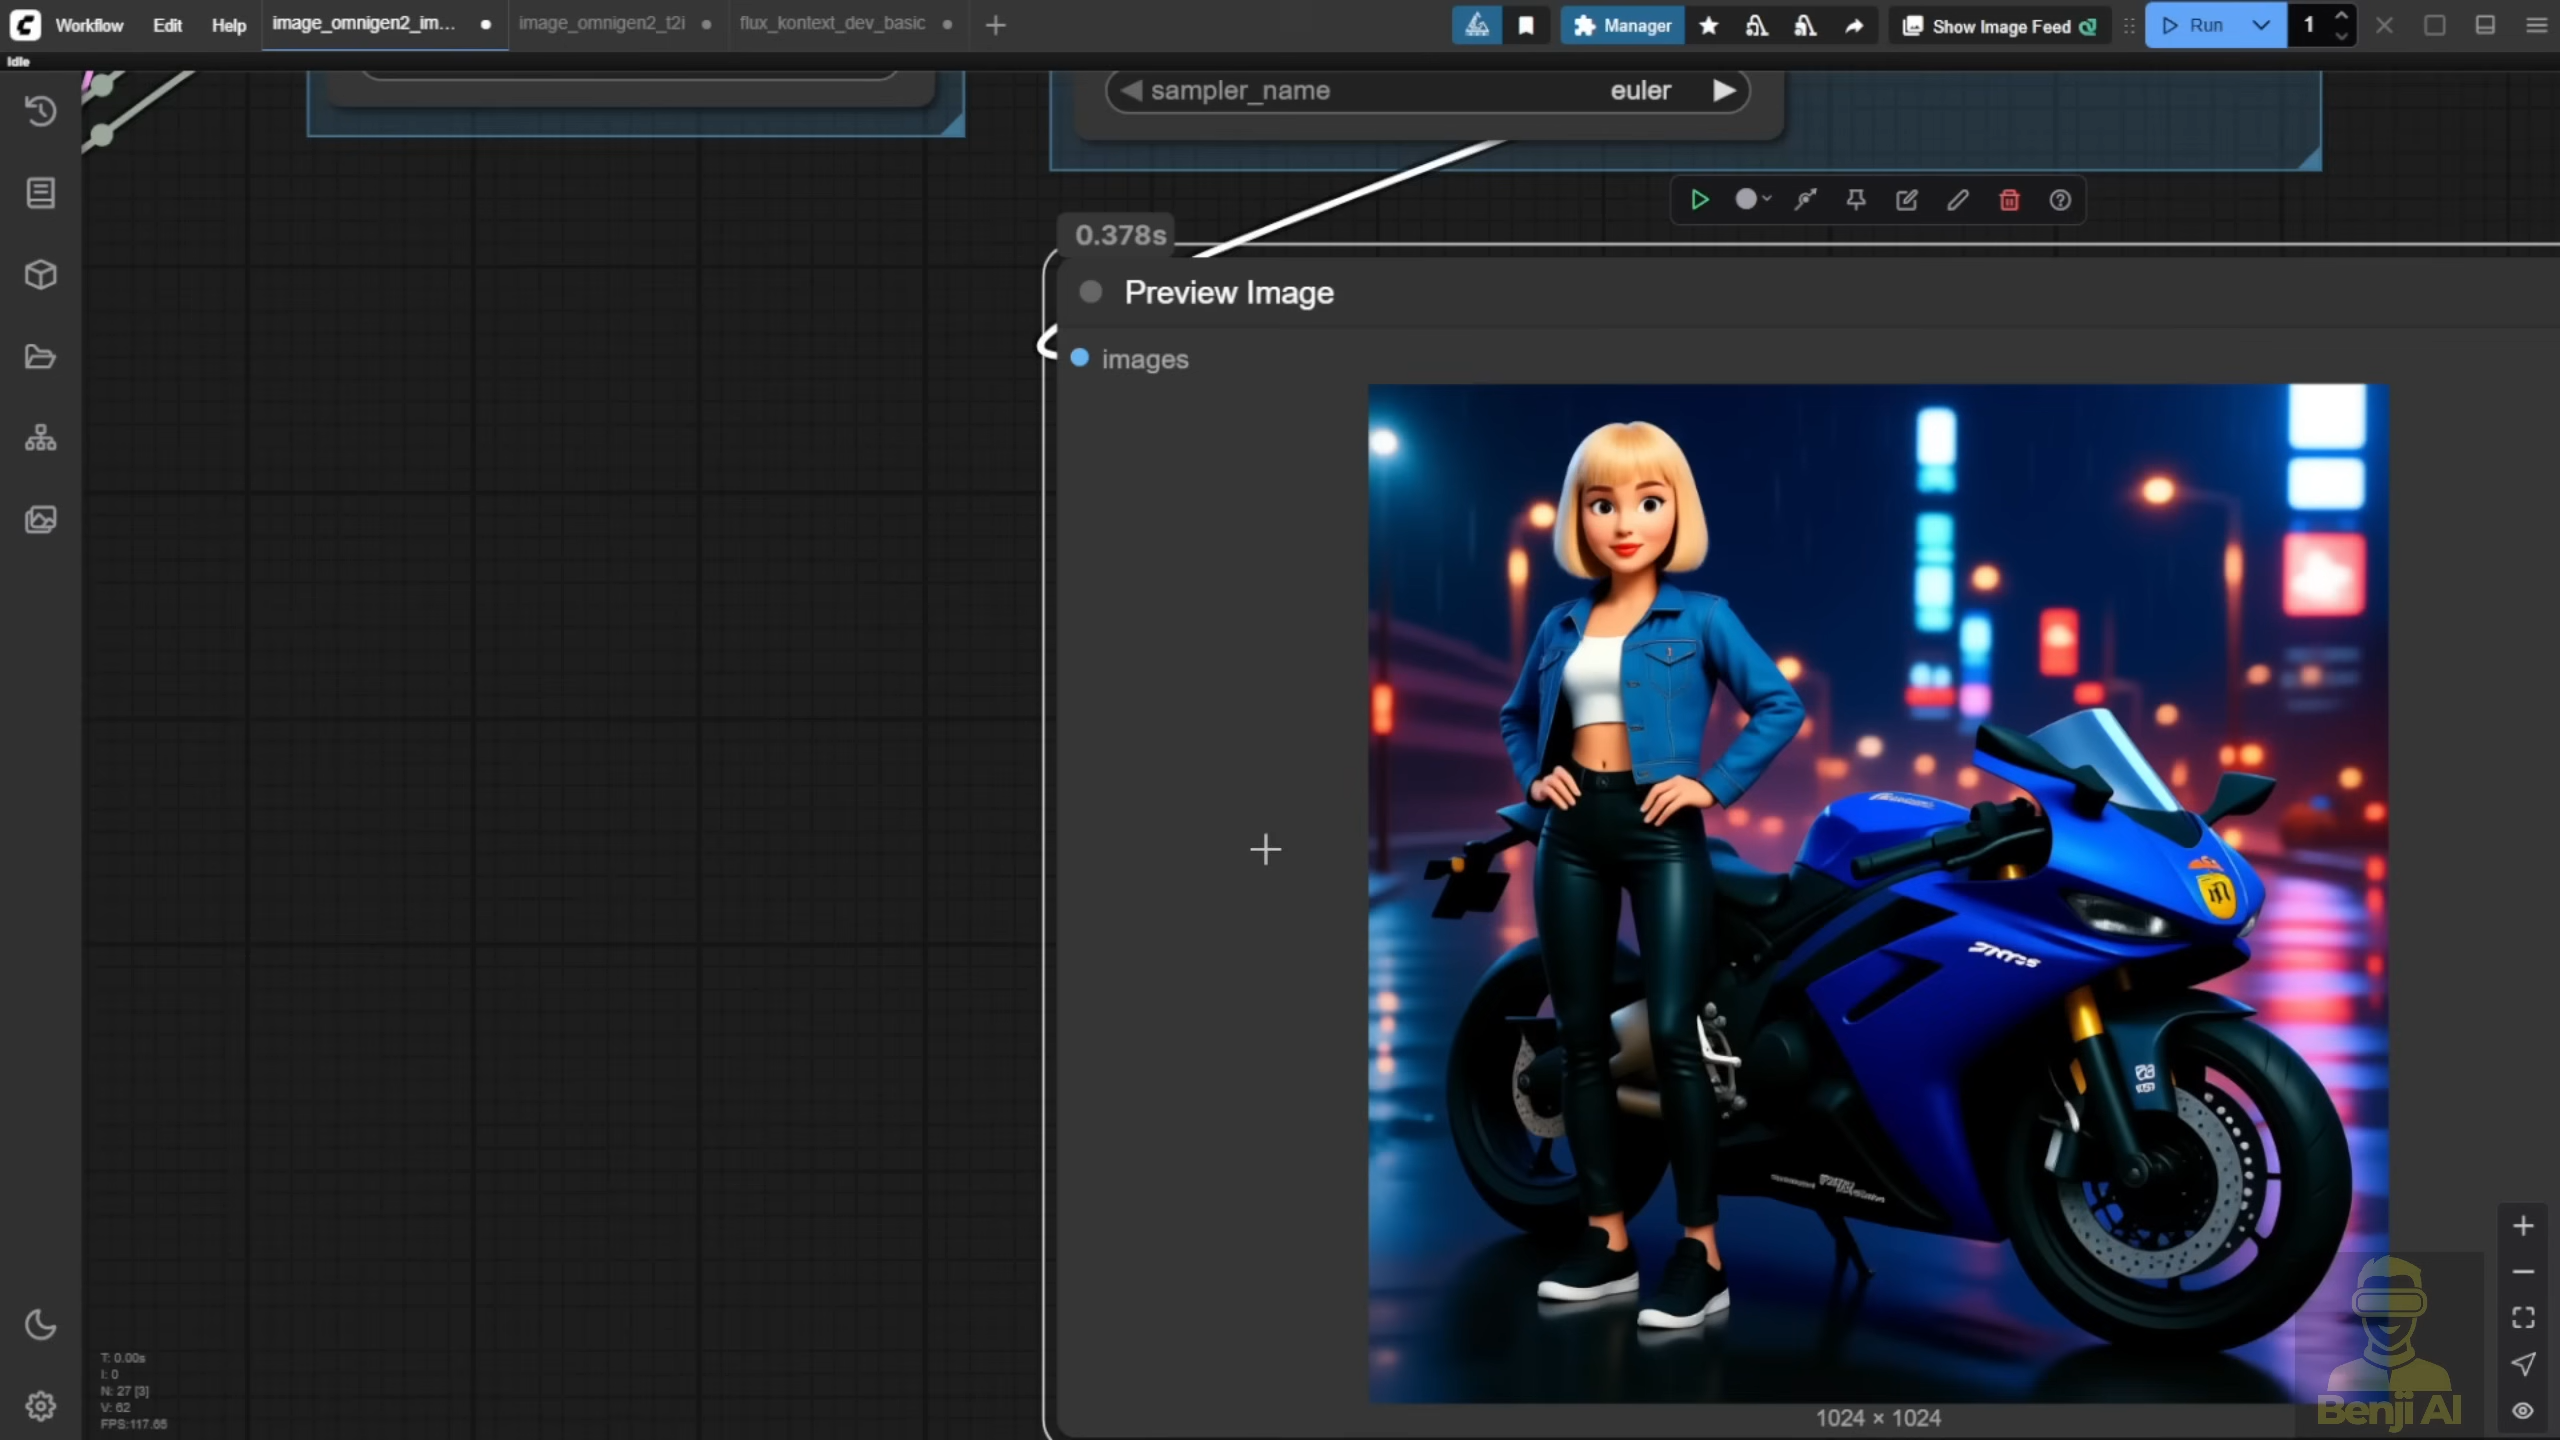 Workflow Edit Help image_omnigen2_im... image_omnigen2_t2i flux_kontext_dev_basic Manager Show Image Feed Run 1
Idle
sampler_name euler
0.378s
Preview Image
images
1024 × 1024
T: 0.00s
I: 0
N: 27 [3]
V: 62
FPS:117.65
Benji AI